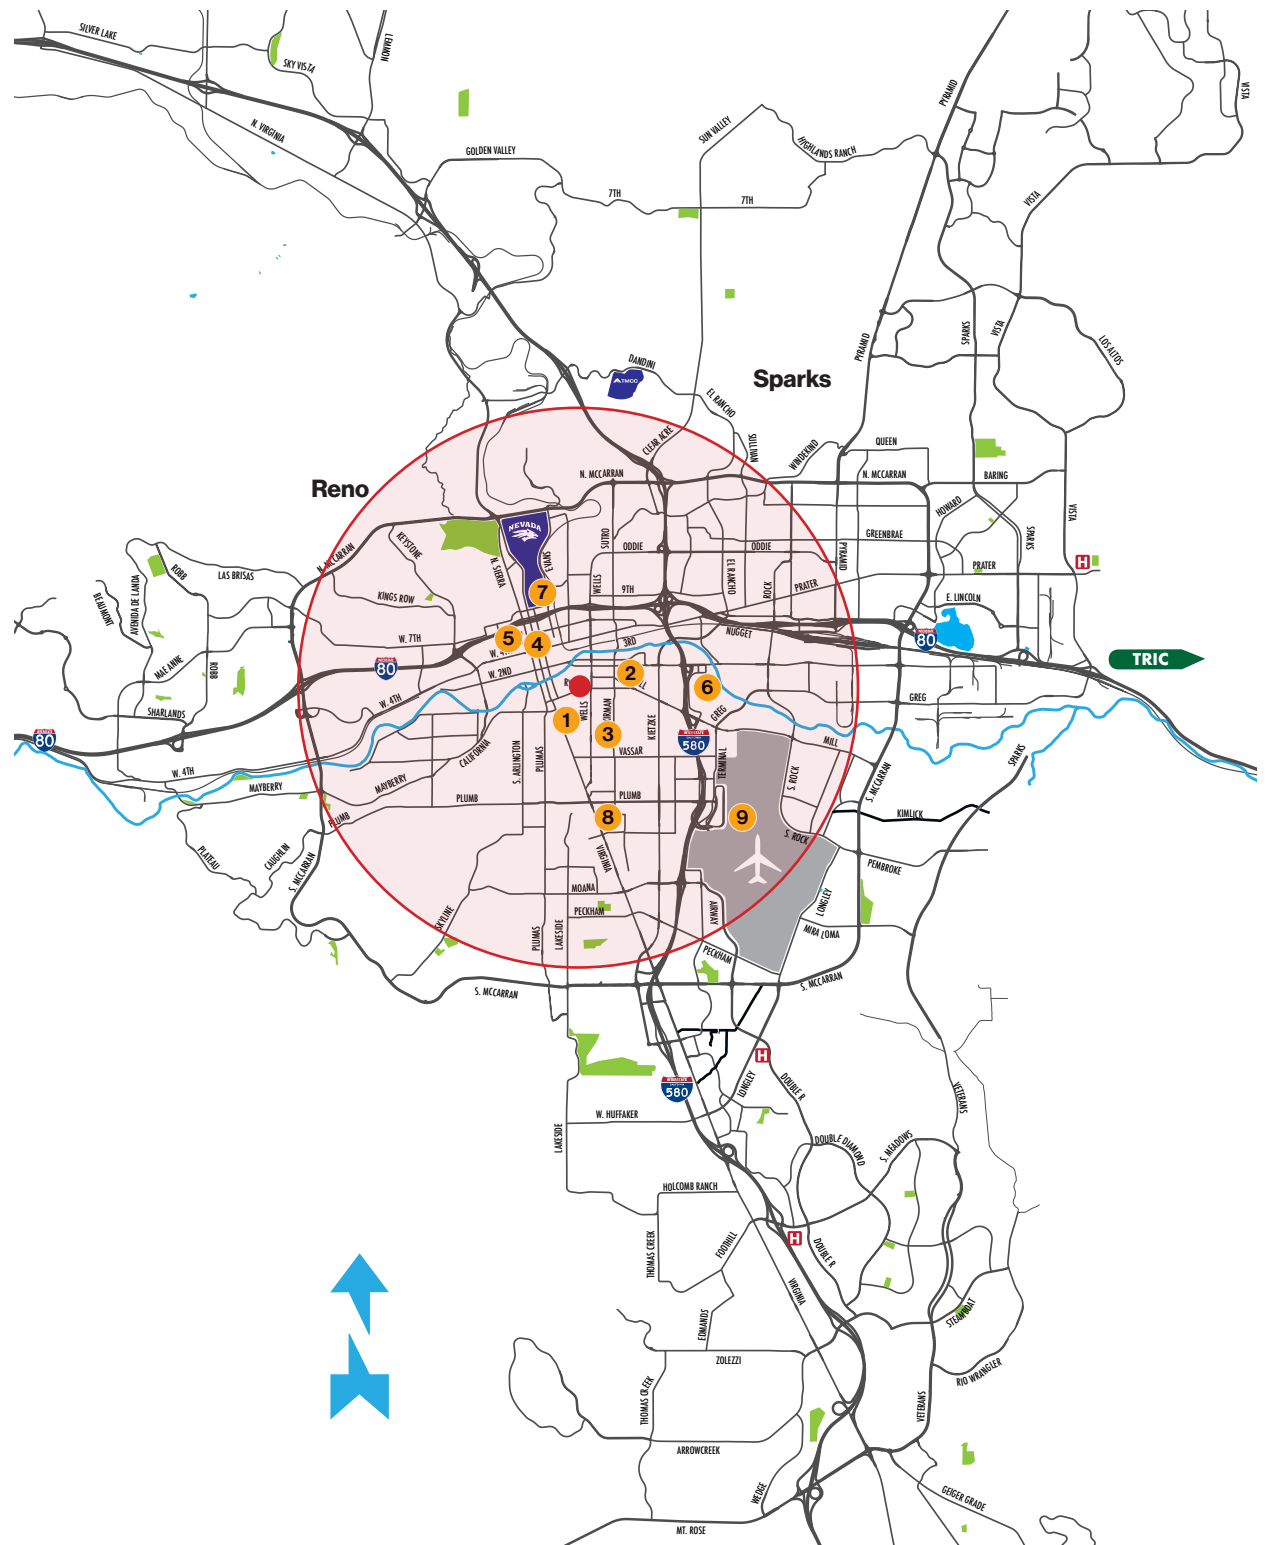 SILVER LAKE
LEMMON
SKY VISTA
N. VIRGINIA
GOLDEN VALLEY
7TH
7TH
SUN VALLEY
HIGHLANDS RANCH
PYRAMID
VISTA
VISTA
PYRAMID
SPARKS
VISTA
LOS ALTOS
DANDINI
TMCC
Sparks
EL RANCHO
CLEAR ACRE
SULLIVAN
WINDEKIND
QUEEN
N. MCCARRAN
N. MCCARRAN
BARING
Reno
HOWARD
VISTA
SPARKS
NEVADA
KEYSTONE
N. MCCARRAN
N. SIERRA
EVANS
SUTRO
ODDIE
ODDIE
GREENBRAE
PYRAMID
PRATER
H
ROBB
LAS BRISAS
AVENIDA DE LANDA
BEAUMONT
KINGS ROW
WELLS
9TH
EL RANCHO
ROCK
PRATER
E. LINCOLN
7
W. 7TH
5
4
3RD
NUGGET
80
TRIC
MAE ANNE
ROBB
80
W. 4
W. 2ND
2
LL
6
GREG
W. 4TH
R
SHARLANDS
80
1
WELLS
ORMAN
3
KIETZKE
GREG
580
MILL
VASSAR
TERMINAL
S. ROCK
S. MCCARRAN
SPARKS
W. 4TH
MAYBERRY
MAYBERRY
CALIFORNIA
S. ARLINGTON
PLUMAS
PLUMB
PLUMB
PLUMB
8
9
KIMLICK
S. ROCK
PLATEAU
CAUGHLIN
S. MCCARRAN
VIRGINIA
PEMBROKE
MOANA
PECKHAM
SKYLINE
PLUMAS
LAKESIDE
AIRWAY
LONGLEY
MIRA LOMA
PECKHAM
S. MCCARRAN
S. MCCARRAN
H
LONGLEY
DOUBLE R
580
VETERANS
W. HUFFAKER
LAKESIDE
DOUBLE DIAMOND
S. MEADOWS
HOLCOMB RANCH
THOMAS CREEK
FOOTHILL
H
DOUBLE R
VIRGINIA
STEAMBOAT
EDMANDS
ZOLEZZI
RIO WRANGLER
THOMAS CREEK
VETERANS
ARROWCREEK
WEDGE
GEIGER GRADE
MT. ROSE